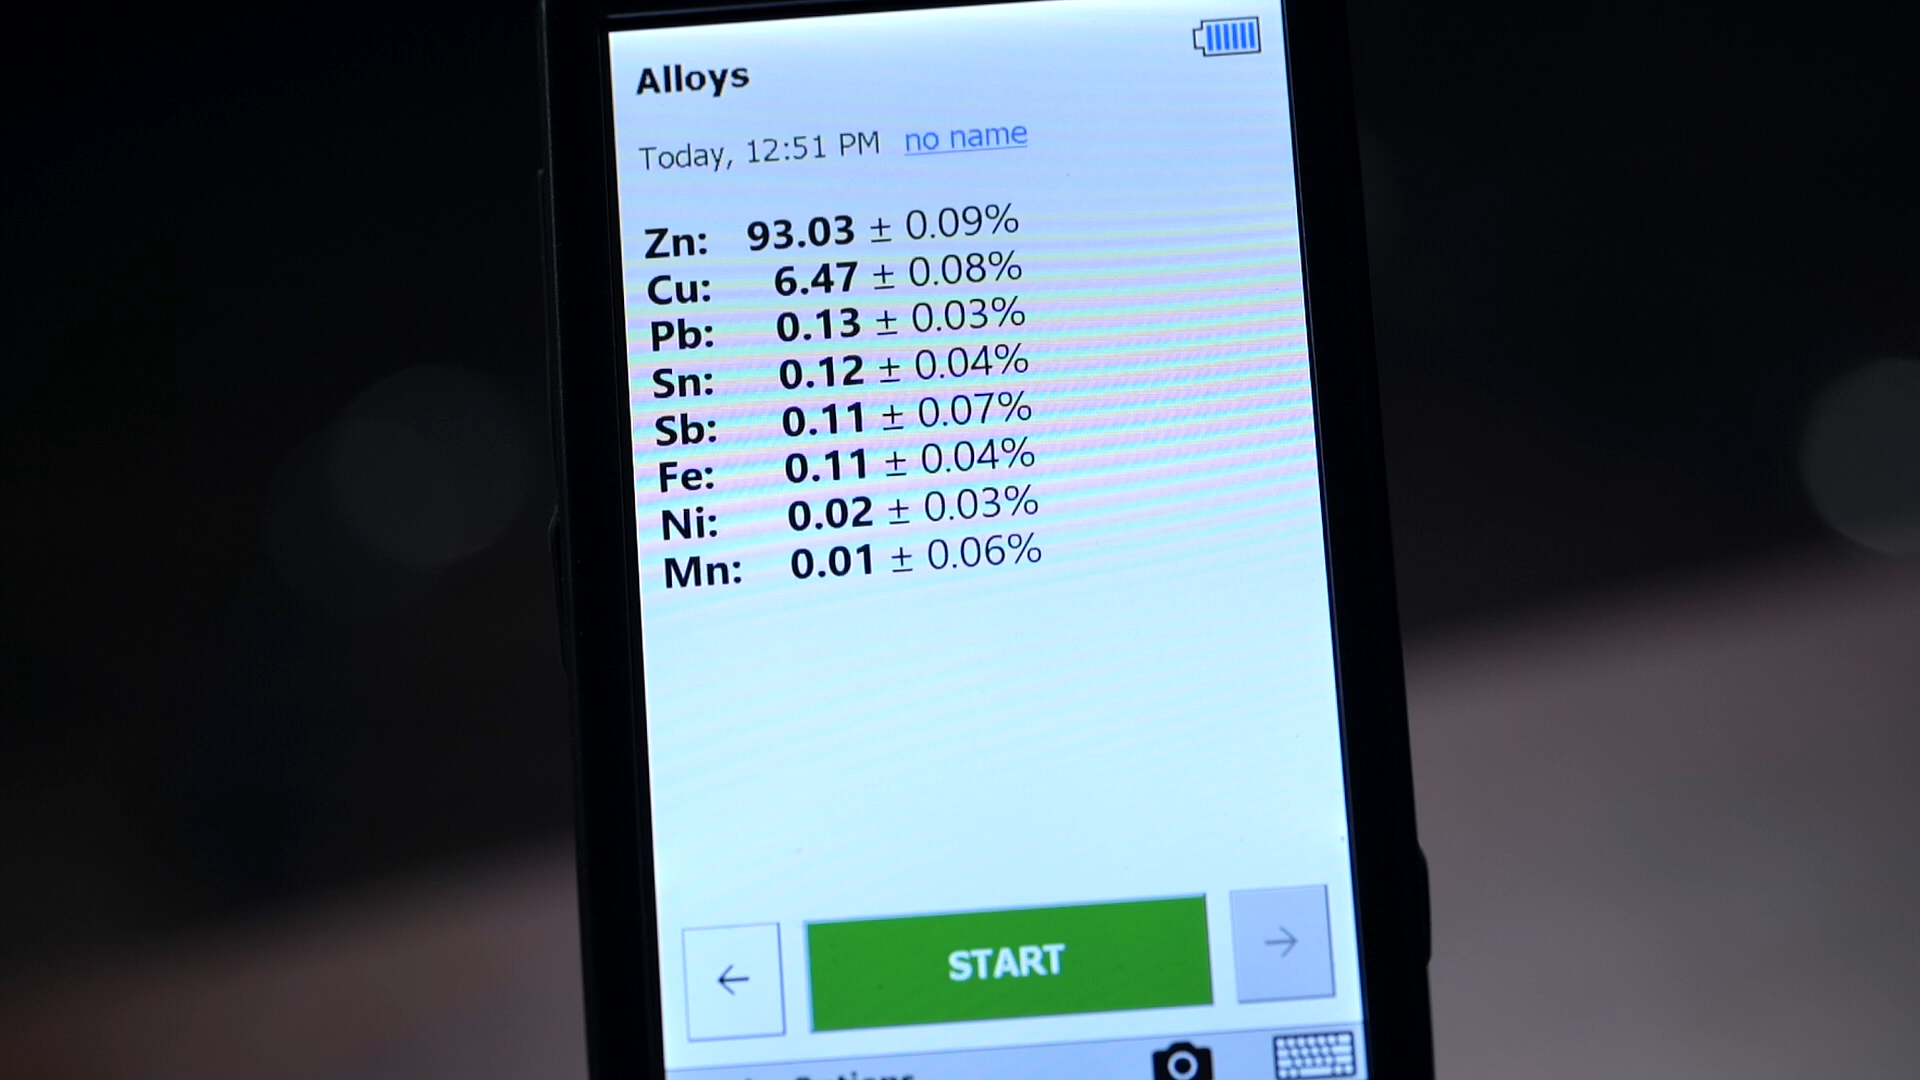 Alloys
Today, 12:51 PM no name
Zn: 93.03 ± 0.09%
Cu: 6.47 ± 0.08%
Pb: 0.13 ± 0.03%
Sn: 0.12 ± 0.04%
Sb: 0.11 ± 0.07%
Fe: 0.11 ± 0.04%
Ni: 0.02 ± 0.03%
Mn: 0.01 ± 0.06%
← START →